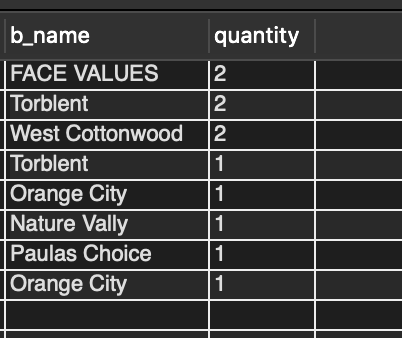 b_name quantity
FACE VALUES 2
Torblent 2
West Cottonwood 2
Torblent 1
Orange City 1
Nature Vally 1
Paulas Choice 1
Orange City 1